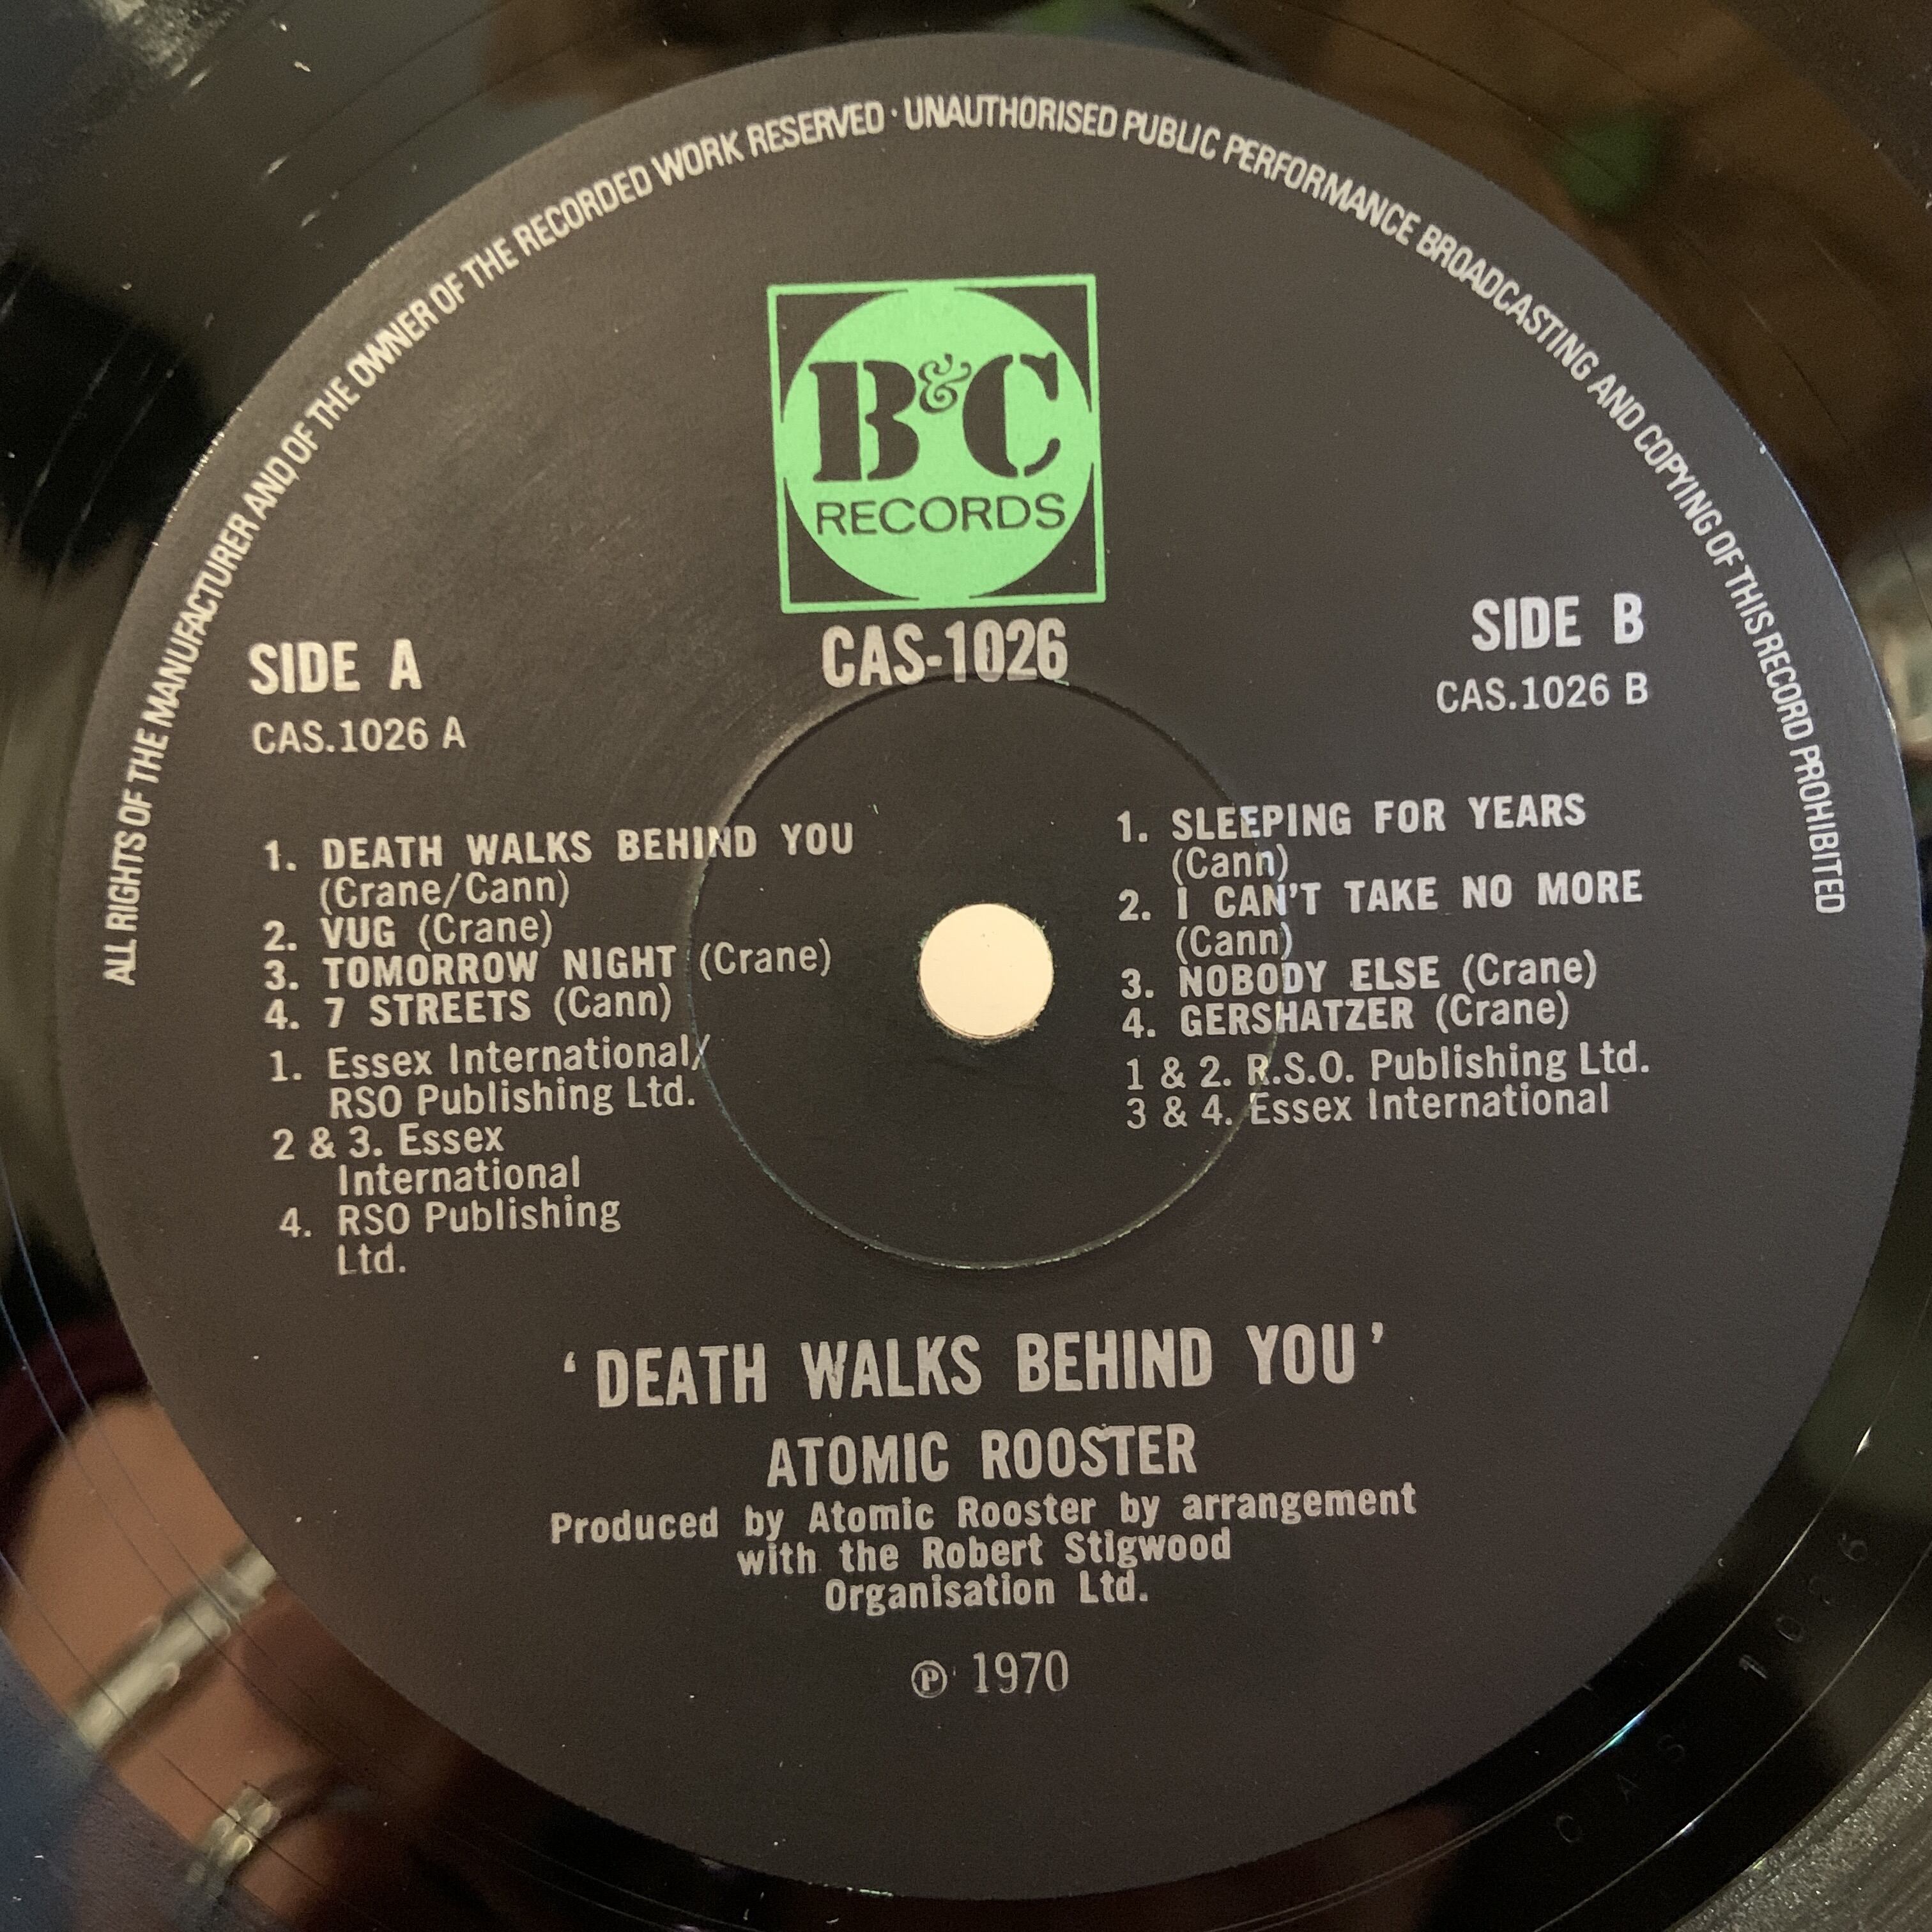 ALL RIGHTS OF THE MANUFACTURER AND OF THE OWNER OF THE RECORDED WORK RESERVED · UNAUTHORISED PUBLIC PERFORMANCE BROADCASTING AND COPYING OF THIS RECORD PROHIBITED
B&C
RECORDS
CAS-1026
SIDE A
CAS.1026 A
1. DEATH WALKS BEHIND YOU
(Crane/Cann)
2. VUG (Crane)
3. TOMORROW NIGHT (Crane)
4. 7 STREETS (Cann)
1. Essex International/
RSO Publishing Ltd.
2 & 3. Essex
International
4. RSO Publishing
Ltd.
SIDE B
CAS.1026 B
1. SLEEPING FOR YEARS
(Cann)
2. I CAN'T TAKE NO MORE
(Cann)
3. NOBODY ELSE (Crane)
4. GERSHATZER (Crane)
1 & 2. R.S.O. Publishing Ltd.
3 & 4. Essex International
‘DEATH WALKS BEHIND YOU’
ATOMIC ROOSTER
Produced by Atomic Rooster by arrangement
with the Robert Stigwood
Organisation Ltd.
℗ 1970
CAS 1026